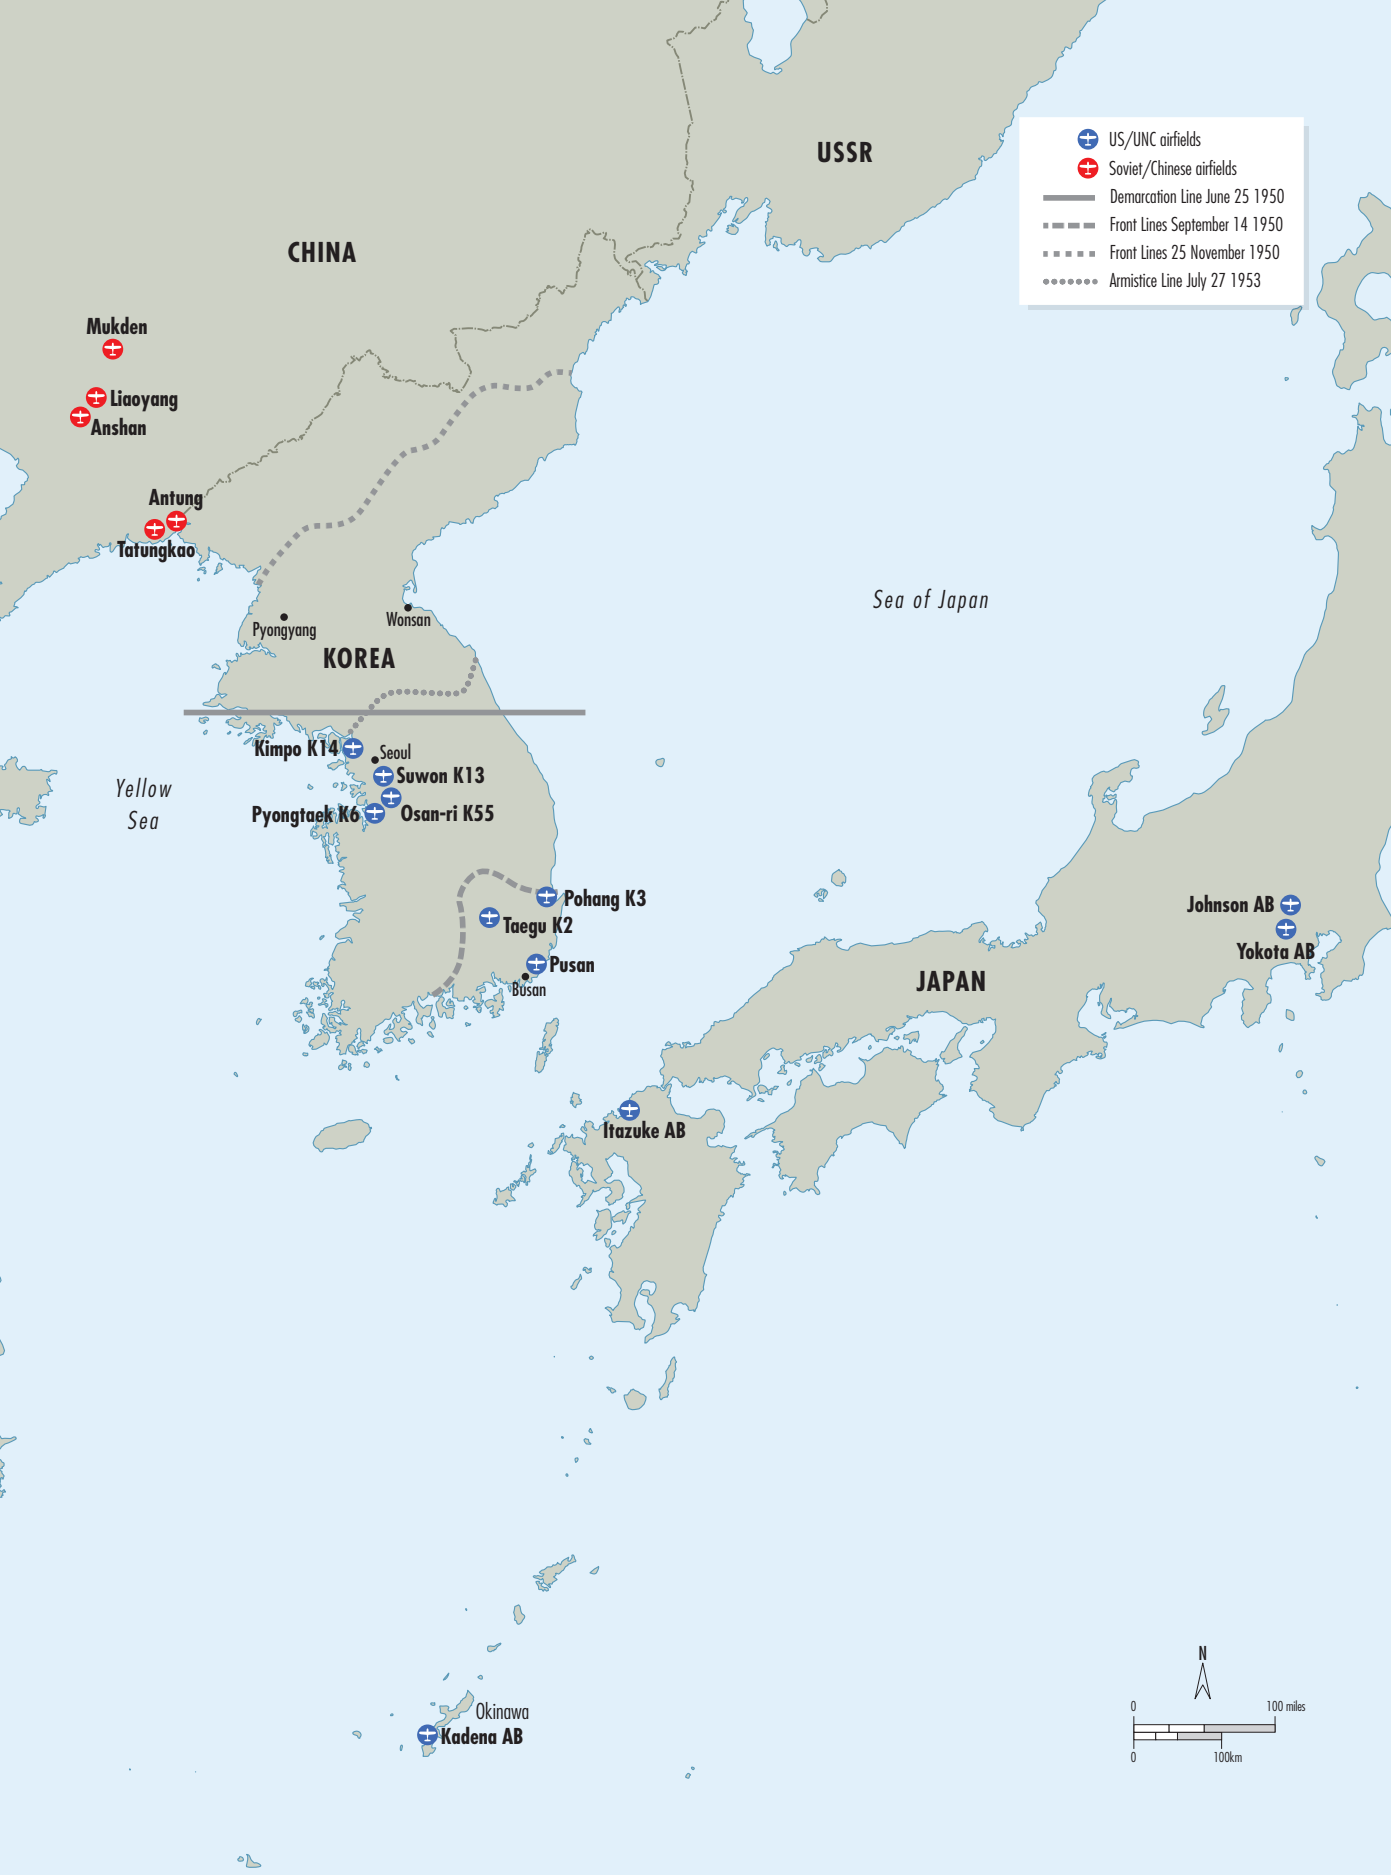 USSR
US/UNC airfields
Soviet/Chinese airfields
Demarcation Line June 25 1950
Front Lines September 14 1950
Front Lines 25 November 1950
Armistice Line July 27 1953
CHINA
Mukden
Liaoyang
Anshan
Antung
Tatungkao
Sea of Japan
Pyongyang
Wonsan
KOREA
Kimpo K14
Seoul
Suwon K13
Yellow
Sea
Pyongtaek K6
Osan-ri K55
Pohang K3
Taegu K2
Pusan
Busan
Johnson AB
Yokota AB
JAPAN
Itazuke AB
Okinawa
Kadena AB
N
0
100 miles
0
100km